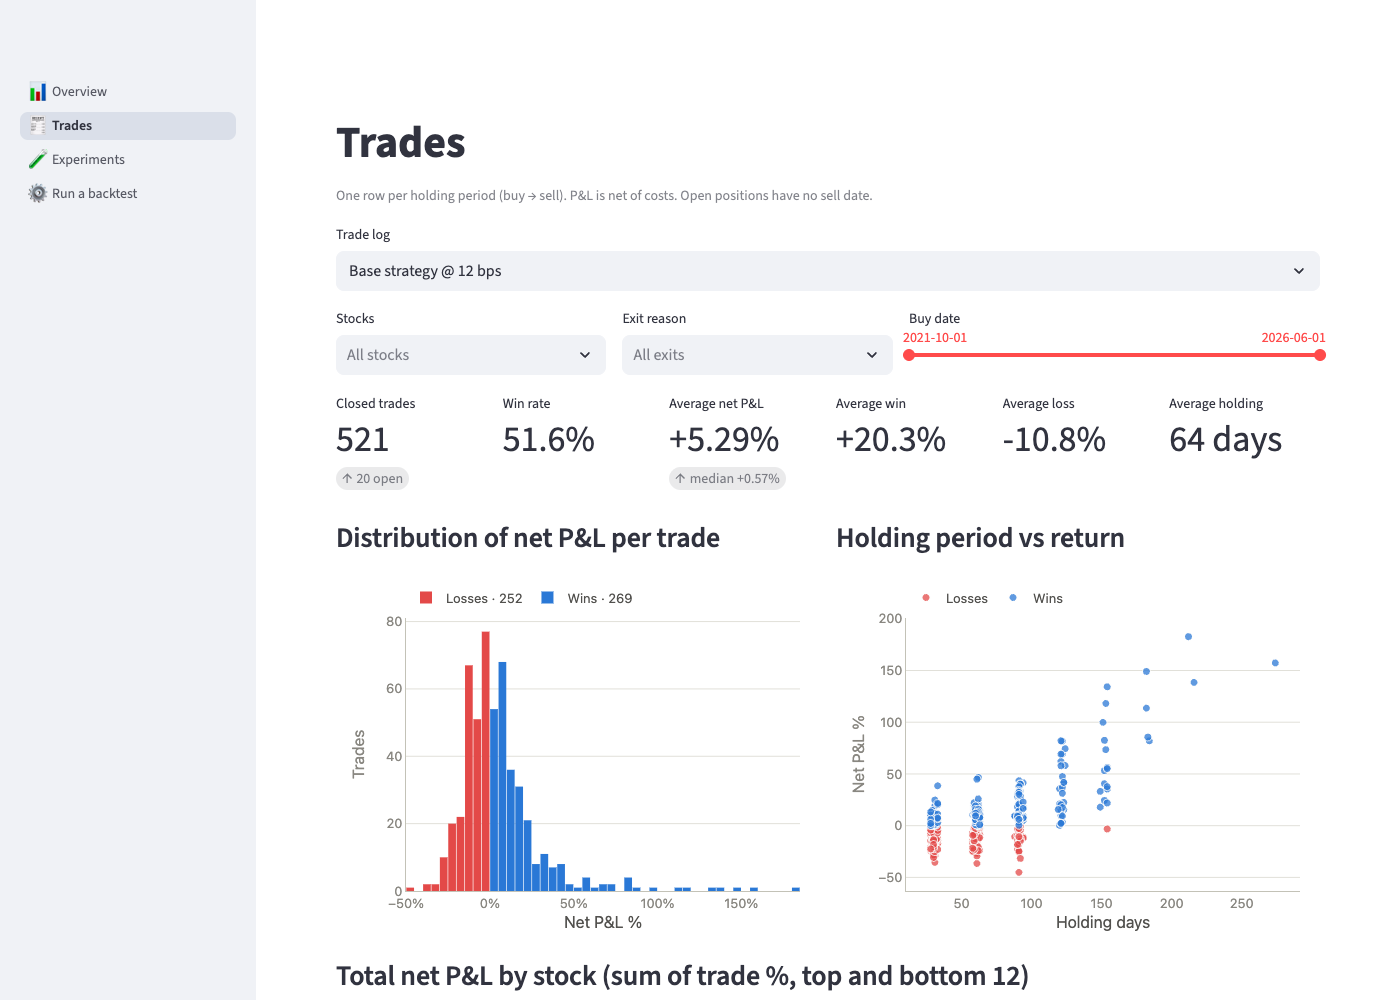 Overview
Trades
Experiments
Run a backtest
Trades
One row per holding period (buy → sell). P&L is net of costs. Open positions have no sell date.
Trade log
Base strategy @ 12 bps
Stocks
All stocks
Exit reason
All exits
Buy date
2021-10-01 2026-06-01
Closed trades
521
↑ 20 open
Win rate
51.6%
Average net P&L
+5.29%
↑ median +0.57%
Average win
+20.3%
Average loss
-10.8%
Average holding
64 days
Distribution of net P&L per trade
Losses · 252 Wins · 269
80
60
40
20
0
Trades
−50% 0% 50% 100% 150%
Net P&L %
Holding period vs return
Losses Wins
200
150
100
50
0
−50
Net P&L %
50 100 150 200 250
Holding days
Total net P&L by stock (sum of trade %, top and bottom 12)